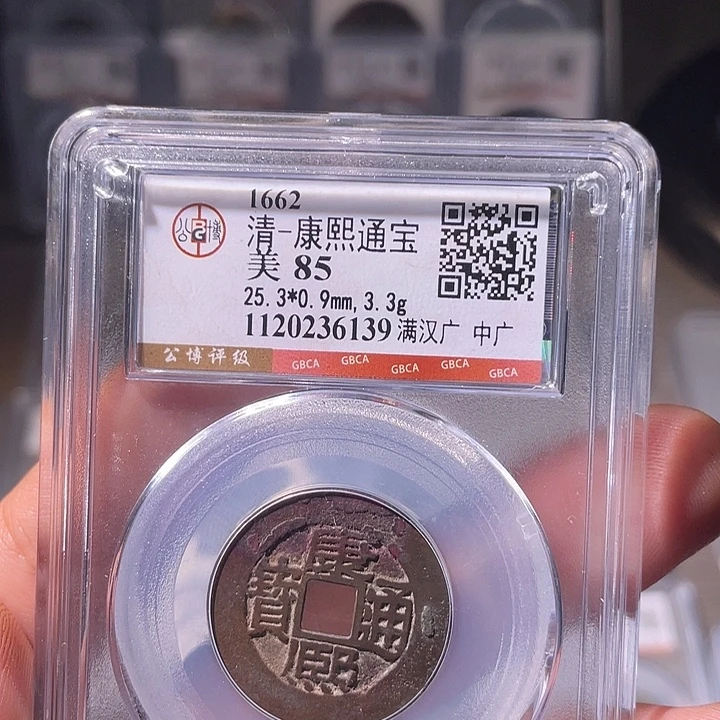 1662
清-康熙通宝
美 85
25.3*0.9mm, 3.3g
1120236139 满汉广 中广
公博评级 GBCA GBCA GBCA GBCA GBCA
康熙通寶